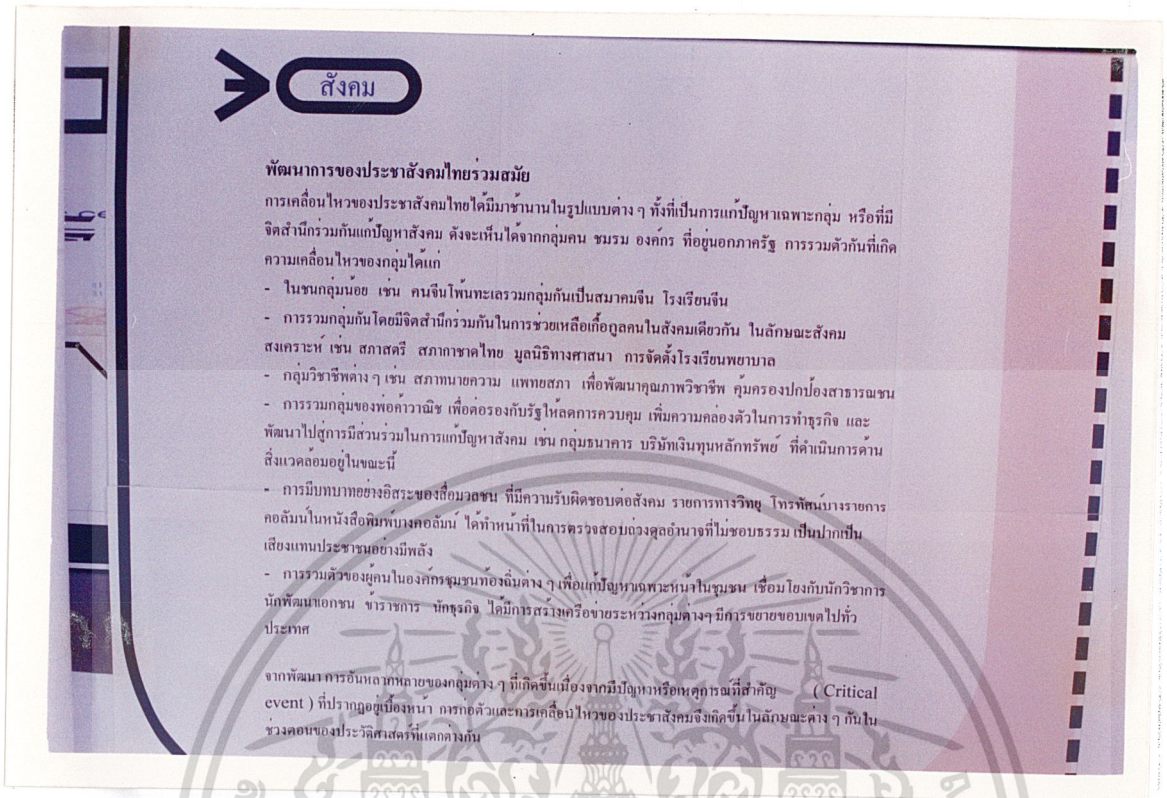 สังคม
พัฒนาการของประชาสังคมไทยร่วมสมัย
การเคลื่อนไหวของประชาสังคมไทยได้มีมาช้านานในรูปแบบต่าง ๆ ทั้งที่เป็นการแก้ปัญหาเฉพาะกลุ่ม หรือที่มี
จิตสำนึกร่วมกันแก้ปัญหาสังคม ดังจะเห็นได้จากกลุ่มคน ชมรม องค์กร ที่อยู่นอกภาครัฐ การรวมตัวกันที่เกิด
ความเคลื่อนไหวของกลุ่มได้แก่
- ในชนกลุ่มน้อย เช่น คนจีนโพ้นทะเลรวมกลุ่มกันเป็นสมาคมจีน โรงเรียนจีน
- การรวมกลุ่มกันโดยมีจิตสำนึกร่วมกันในการช่วยเหลือเกื้อกูลคนในสังคมเดียวกัน ในลักษณะสังคม
สงเคราะห์ เช่น สภาสตรี สภากาชาดไทย มูลนิธิทางศาสนา การจัดตั้งโรงเรียนพยาบาล
- กลุ่มวิชาชีพต่าง ๆ เช่น สภาทนายความ แพทยสภา เพื่อพัฒนาคุณภาพวิชาชีพ คุ้มครองปกป้องสาธารณชน
- การรวมกลุ่มของพ่อค้าวาณิช เพื่อต่อรองกับรัฐให้ลดการควบคุม เพิ่มความคล่องตัวในการทำธุรกิจ และ
พัฒนาไปสู่การมีส่วนร่วมในการแก้ปัญหาสังคม เช่น กลุ่มธนาคาร บริษัทเงินทุนหลักทรัพย์ ที่ดำเนินการด้าน
สิ่งแวดล้อมอยู่ในขณะนี้
- การมีบทบาทอย่างอิสระของสื่อมวลชน ที่มีความรับผิดชอบต่อสังคม รายการทางวิทยุ โทรทัศน์บางรายการ
คอลัมน์ในหนังสือพิมพ์บางคอลัมน์ ได้ทำหน้าที่ในการตรวจสอบถ่วงดุลอำนาจที่ไม่ชอบธรรม เป็นปากเป็น
เสียงแทนประชาชนอย่างมีพลัง
- การรวมตัวของผู้คนในองค์กรชุมชนท้องถิ่นต่าง ๆ เพื่อแก้ปัญหาเฉพาะหน้าในชุมชน เชื่อมโยงกับนักวิชาการ
นักพัฒนาเอกชน ข้าราชการ นักธุรกิจ ได้มีการสร้างเครือข่ายระหว่างกลุ่มต่างๆ มีการขยายขอบเขตไปทั่ว
ประเทศ
จากพัฒนา การอันหลากหลายของกลุ่มต่าง ๆ ที่เกิดขึ้นเนื่องจากมีปัญหาหรือเหตุการณ์ที่สำคัญ ( Critical
event ) ที่ปรากฏอยู่เบื้องหน้า การก่อตัวและการเคลื่อนไหวของประชาสังคมจึงเกิดขึ้นในลักษณะต่าง ๆ กันใน
ช่วงตอนของประวัติศาสตร์ที่แตกต่างกัน